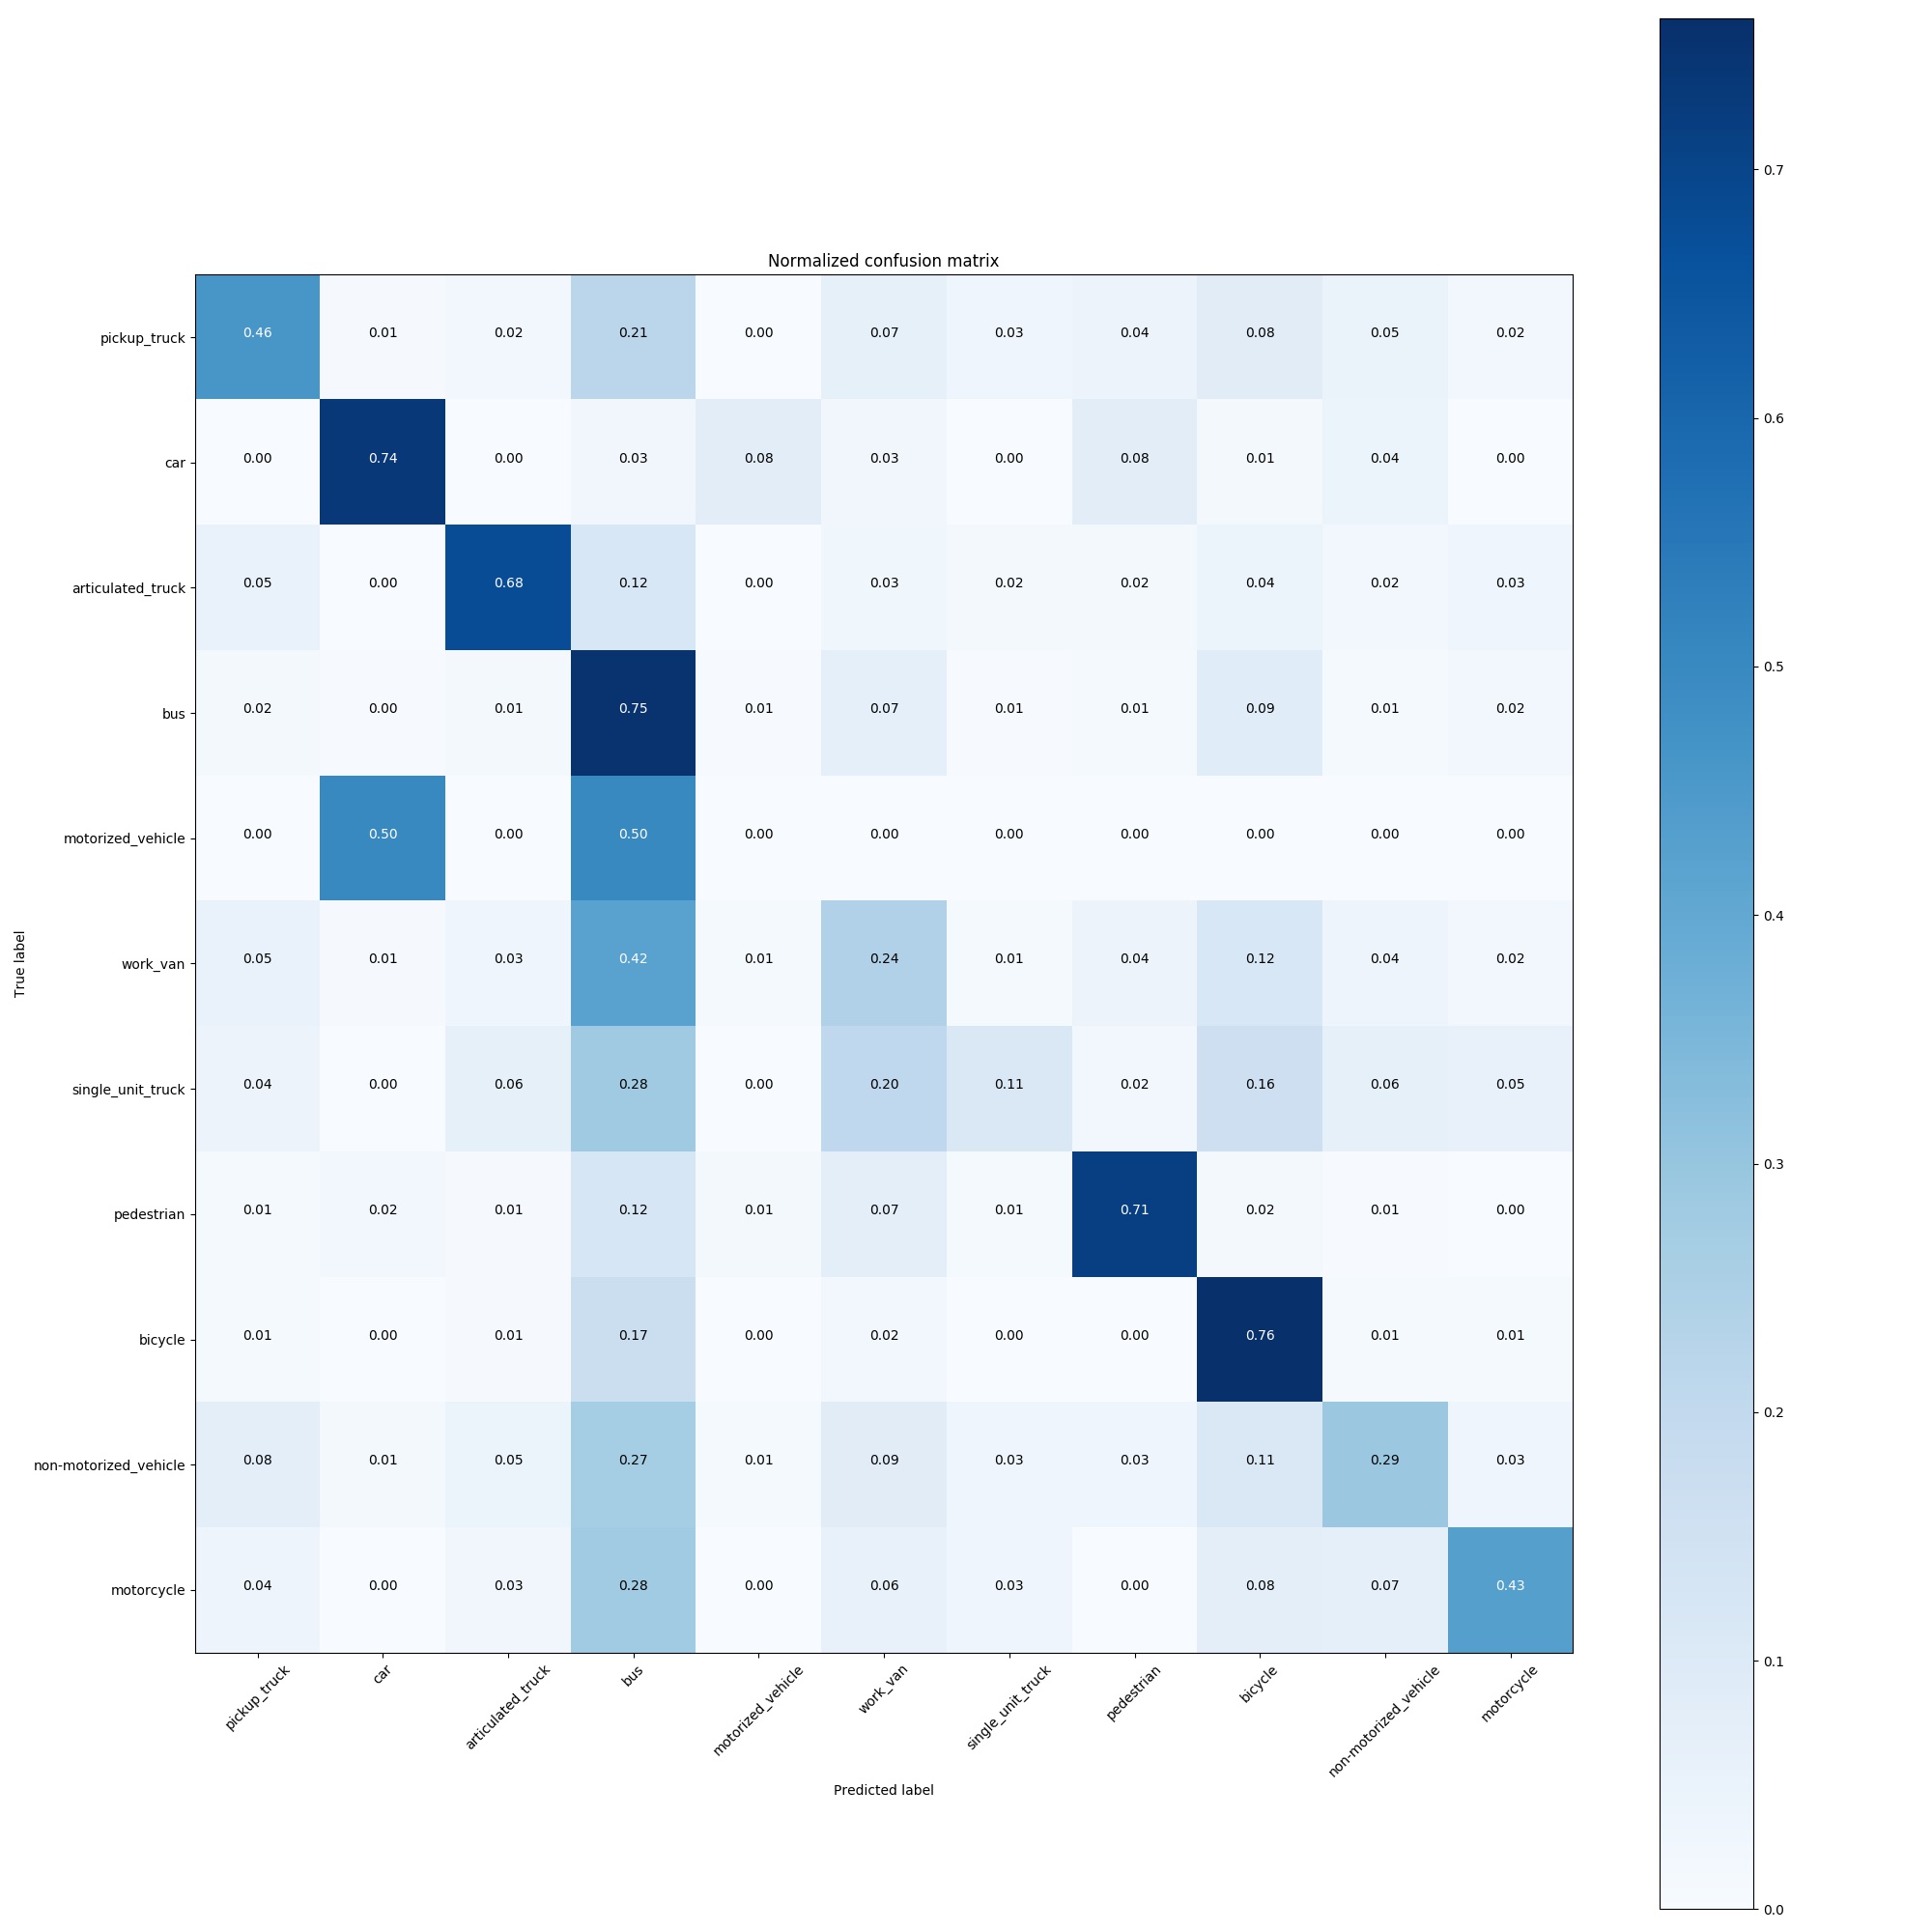 Normalized confusion matrix
pickup_truck 0.46 0.01 0.02 0.21 0.00 0.07 0.03 0.04 0.08 0.05 0.02
car 0.00 0.74 0.00 0.03 0.08 0.03 0.00 0.08 0.01 0.04 0.00
articulated_truck 0.05 0.00 0.68 0.12 0.00 0.03 0.02 0.02 0.04 0.02 0.03
bus 0.02 0.00 0.01 0.75 0.01 0.07 0.01 0.01 0.09 0.01 0.02
motorized_vehicle 0.00 0.50 0.00 0.50 0.00 0.00 0.00 0.00 0.00 0.00 0.00
work_van 0.05 0.01 0.03 0.42 0.01 0.24 0.01 0.04 0.12 0.04 0.02
single_unit_truck 0.04 0.00 0.06 0.28 0.00 0.20 0.11 0.02 0.16 0.06 0.05
pedestrian 0.01 0.02 0.01 0.12 0.01 0.07 0.01 0.71 0.02 0.01 0.00
bicycle 0.01 0.00 0.01 0.17 0.00 0.02 0.00 0.00 0.76 0.01 0.01
non-motorized_vehicle 0.08 0.01 0.05 0.27 0.01 0.09 0.03 0.03 0.11 0.29 0.03
motorcycle 0.04 0.00 0.03 0.28 0.00 0.06 0.03 0.00 0.08 0.07 0.43
True label
pickup_truck car articulated_truck bus motorized_vehicle work_van single_unit_truck pedestrian bicycle non-motorized_vehicle motorcycle
Predicted label
0.7
0.6
0.5
0.4
0.3
0.2
0.1
0.0